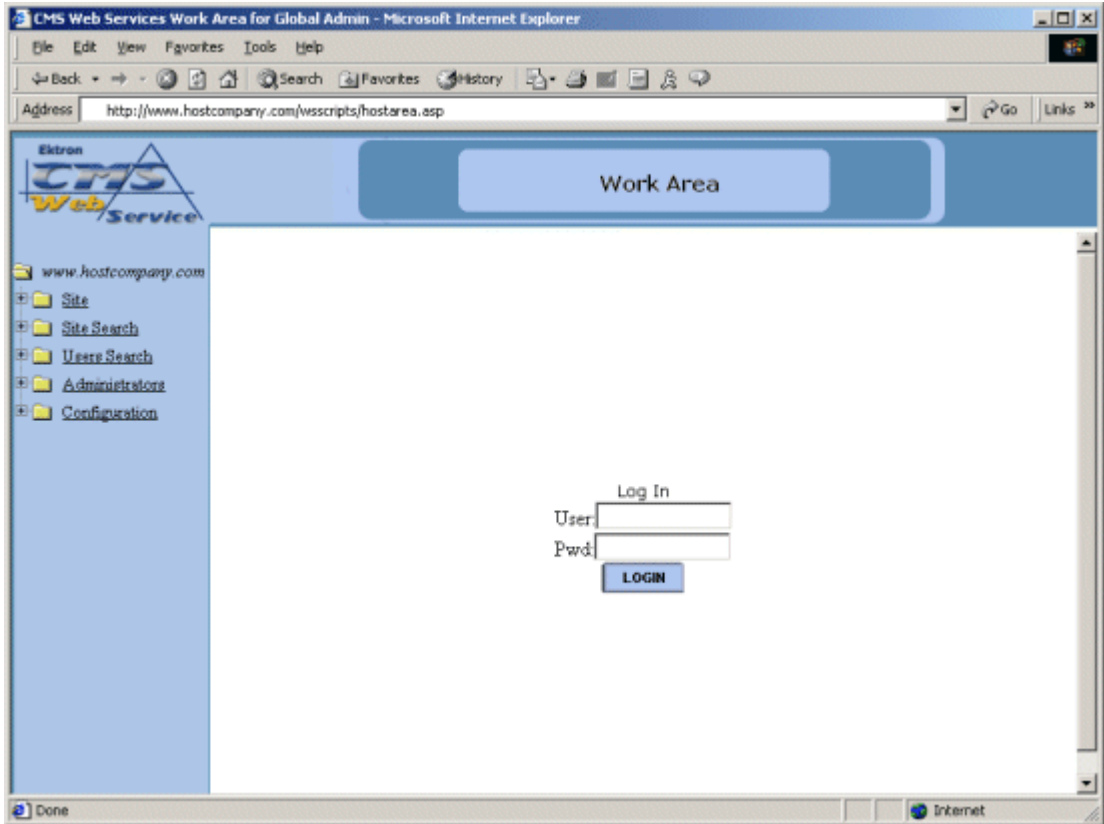 CMS Web Services Work Area for Global Admin - Microsoft Internet Explorer
File Edit View Favorites Tools Help
Back Search Favorites History
Address http://www.hostcompany.com/wsscripts/hostarea.asp Go Links »
Ektron
CMS
Web
Service
Work Area
www.hostcompany.com
Site
Site Search
Users Search
Administrators
Configuration
Log In
User:
Pwd:
LOGIN
Done Internet